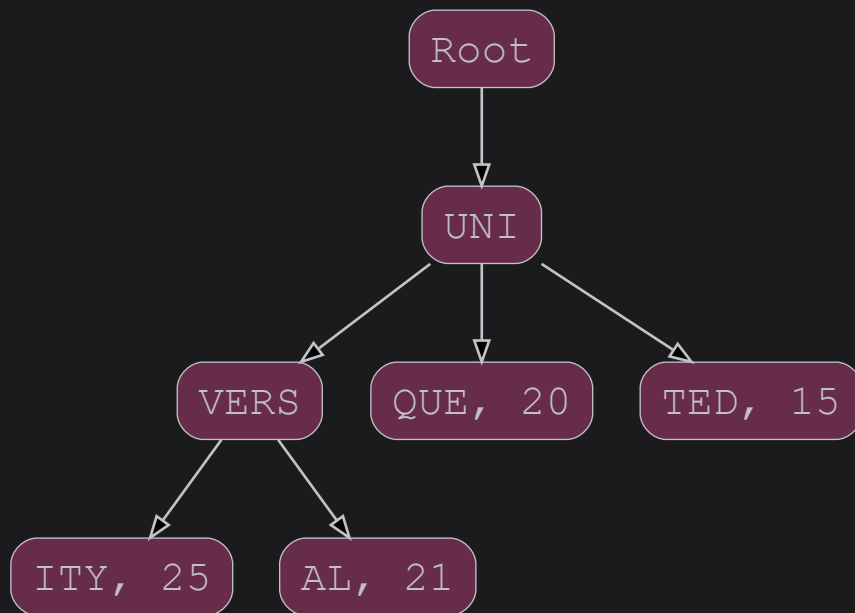 Root
UNI
VERS
QUE, 20
TED, 15
ITY, 25
AL, 21